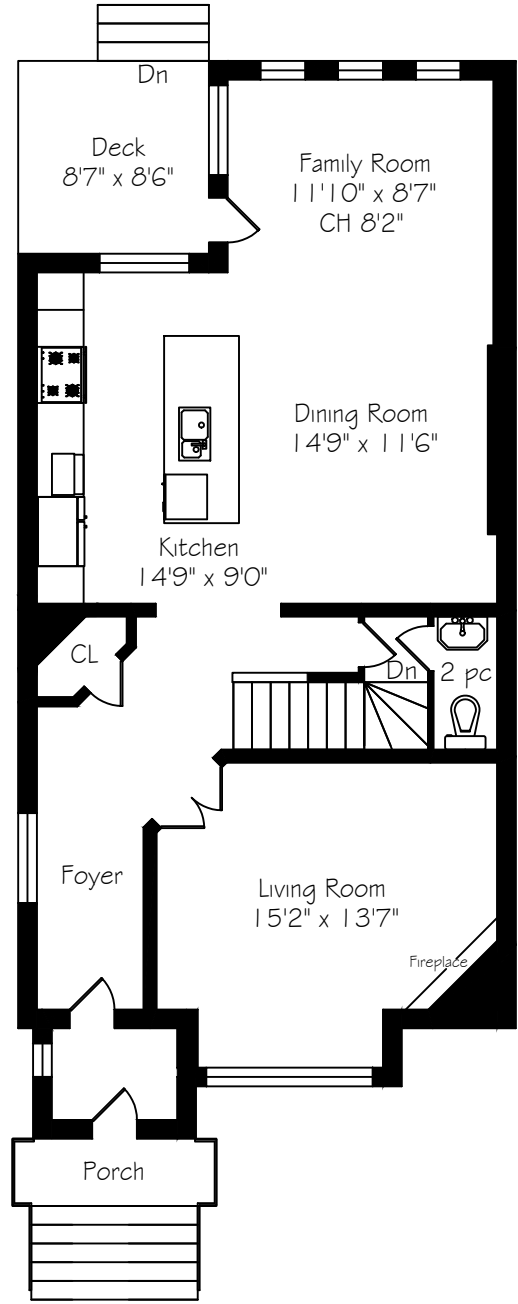 Dn
Deck
8'7" x 8'6"
Family Room
11'10" x 8'7"
CH 8'2"
Dining Room
14'9" x 11'6"
Kitchen
14'9" x 9'0"
CL
Dn
2 pc
Foyer
Living Room
15'2" x 13'7"
Fireplace
Porch